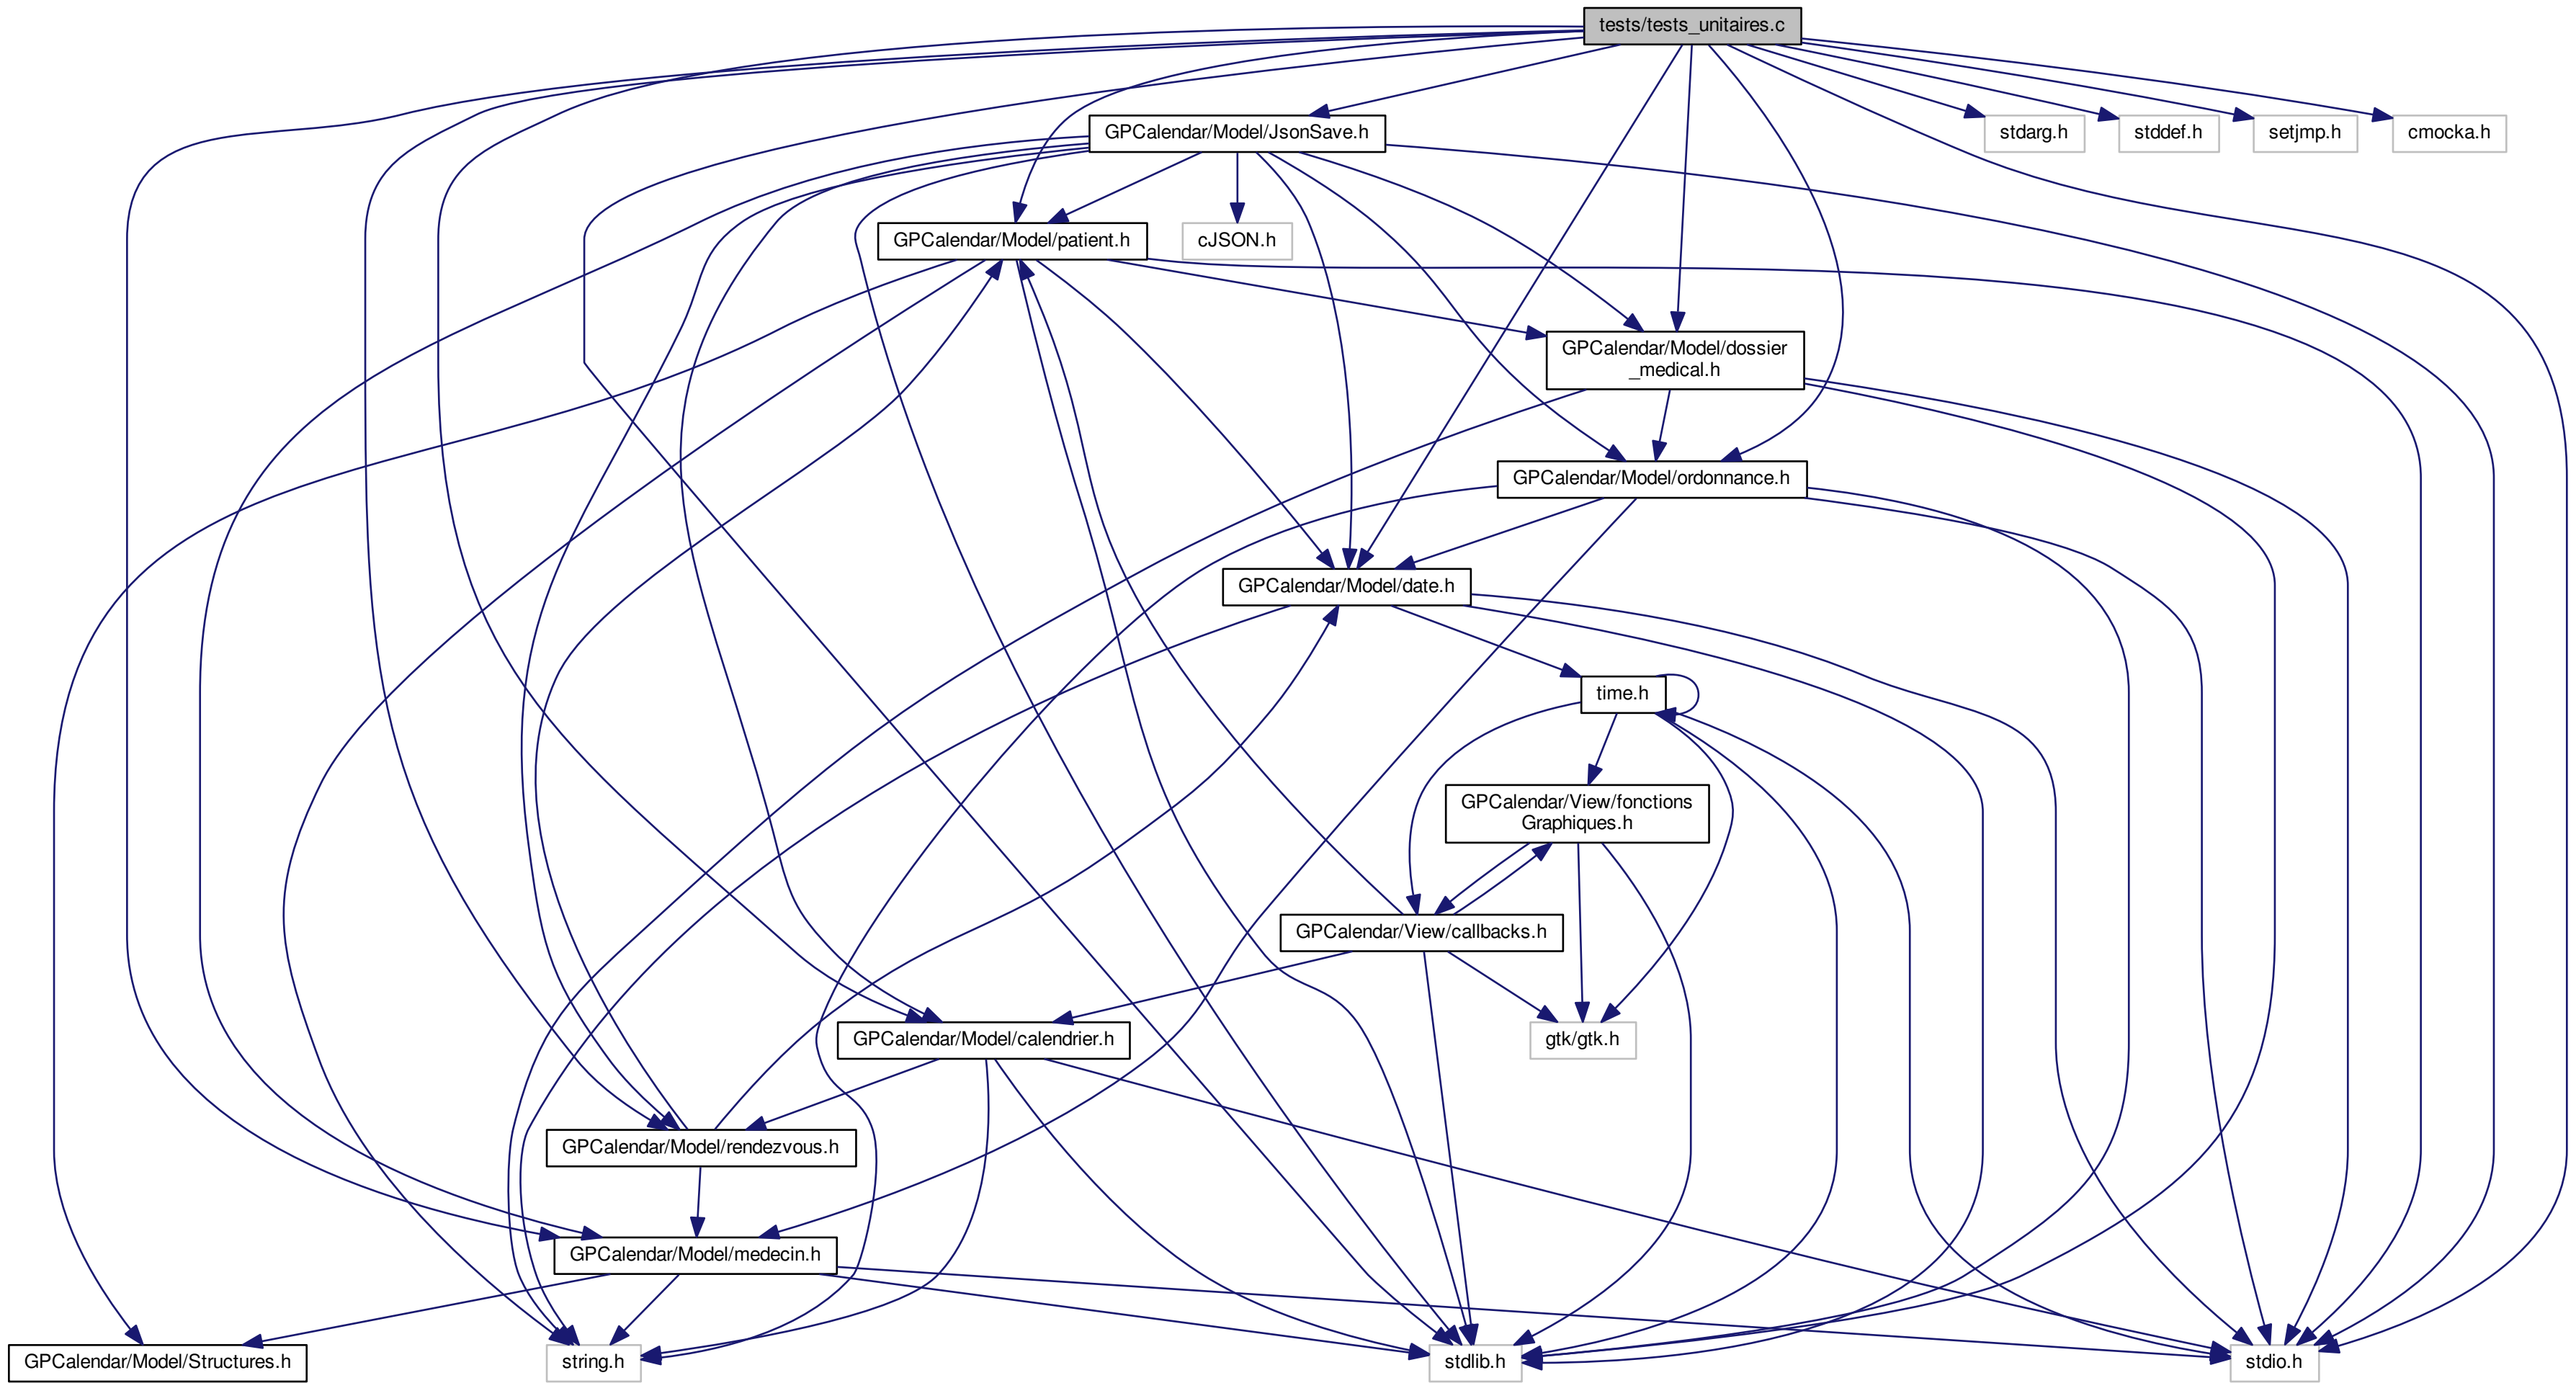 tests/tests_unitaires.c
GPCalendar/Model/JsonSave.h
stdarg.h
stddef.h
setjmp.h
cmocka.h
GPCalendar/Model/patient.h
cJSON.h
GPCalendar/Model/dossier
_medical.h
GPCalendar/Model/ordonnance.h
GPCalendar/Model/date.h
time.h
GPCalendar/View/fonctions
Graphiques.h
GPCalendar/View/callbacks.h
GPCalendar/Model/calendrier.h
gtk/gtk.h
GPCalendar/Model/rendezvous.h
GPCalendar/Model/medecin.h
GPCalendar/Model/Structures.h
string.h
stdlib.h
stdio.h